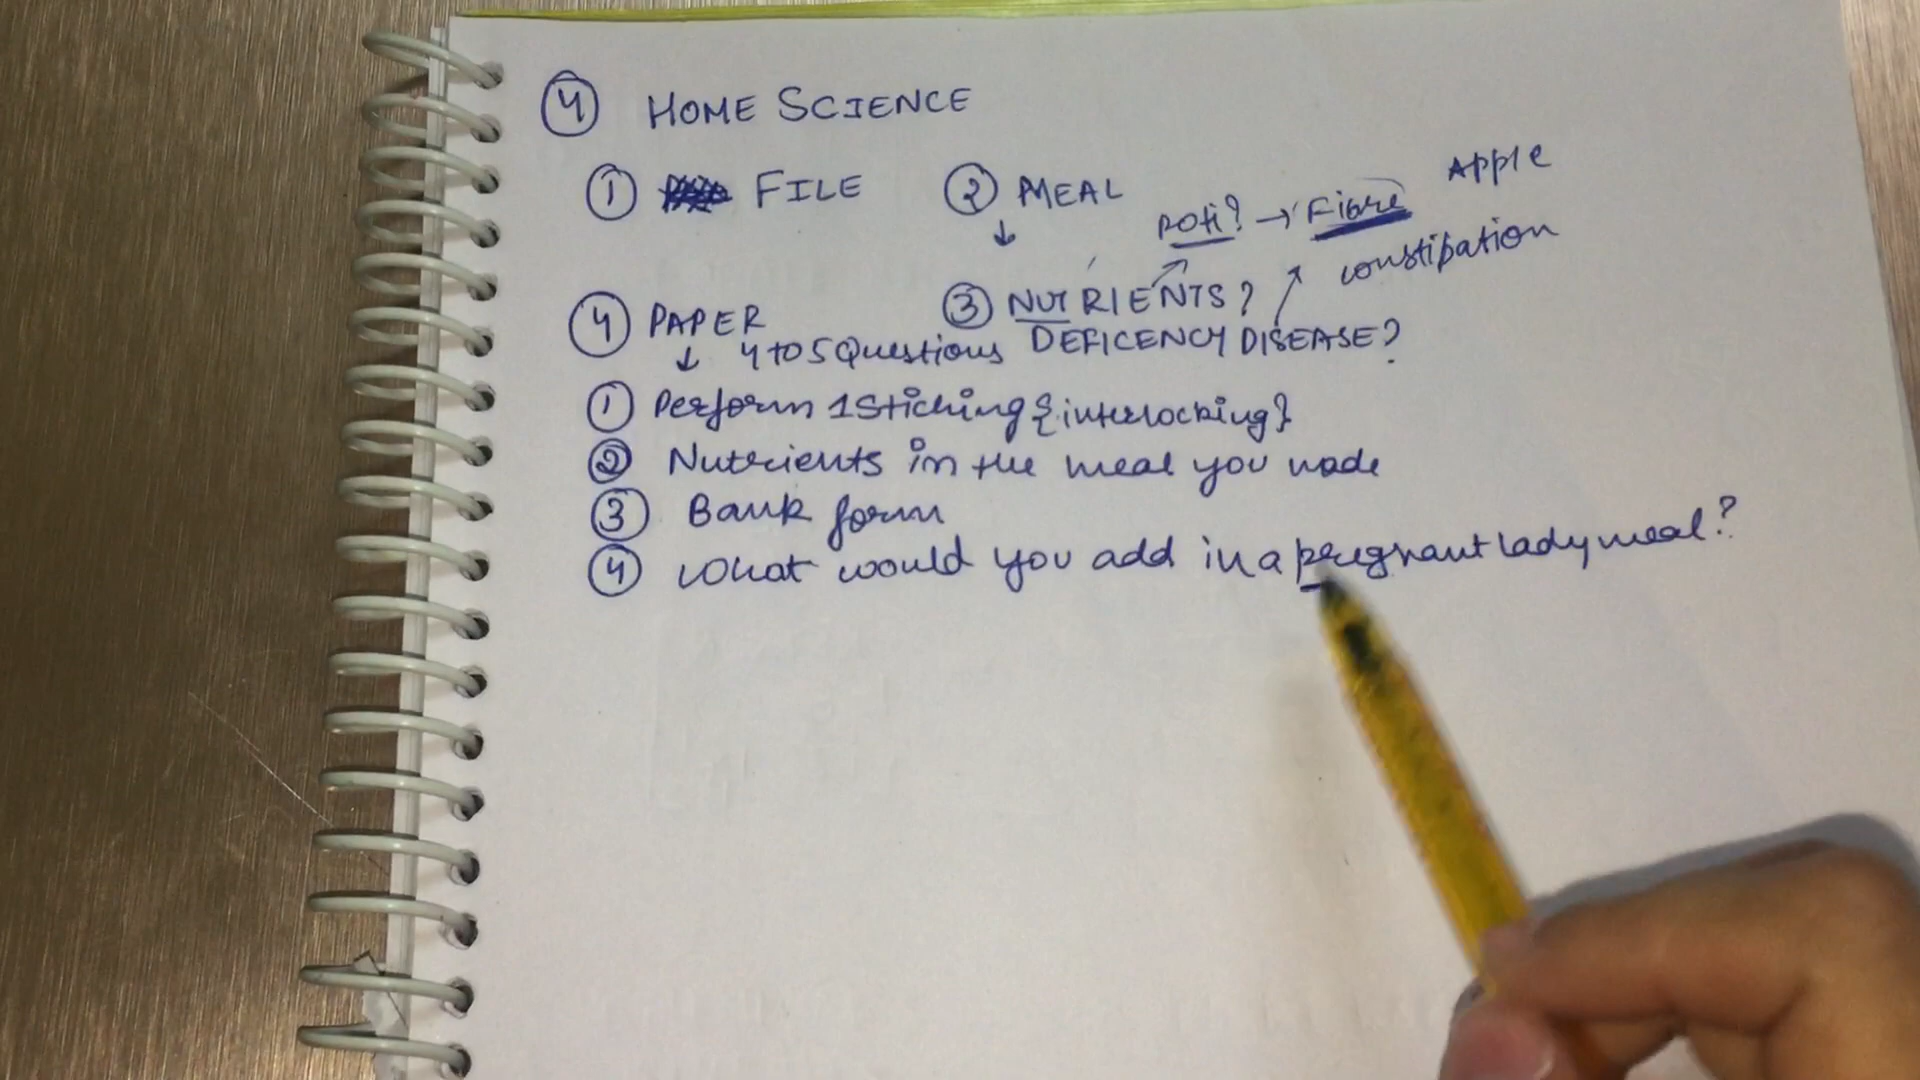 4 HOME SCIENCE
Apple
1 FILE 2 MEAL
↓ poti? → Fibre
constipation
4 PAPER 3 NUTRIENTS?
↓ 4 to 5 Questions DEFICENCY DISEASE?
1 Perform 1 Stiching {interlocking}
2 Nutrients in the meal you made
3 Bank form
4 What would you add in a pregnant lady meal?